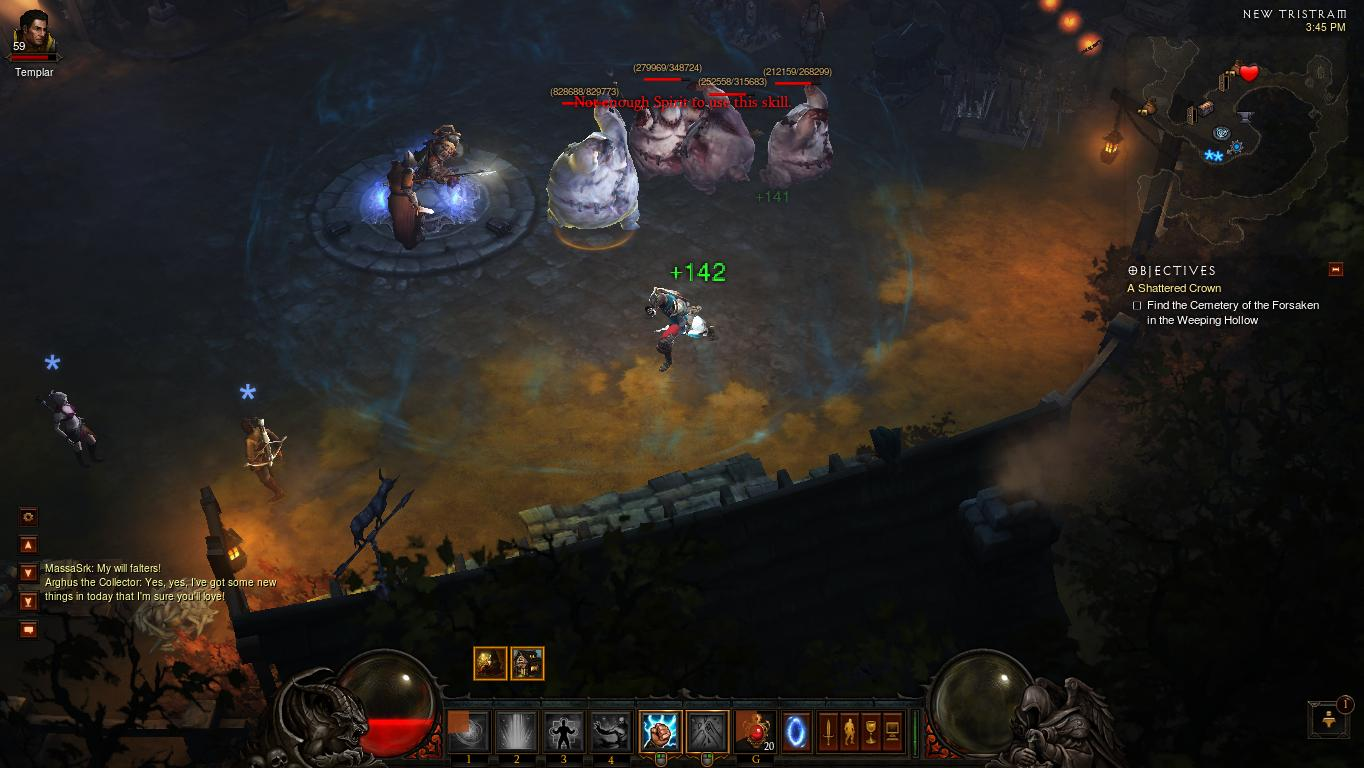 NEW TRISTRAM
3:45 PM
59
Templar
(279969/348724)
(212159/268299)
(252558/315683)
(828688/829773)
Not enough Spirit to use this skill.
+141
+142
OBJECTIVES
A Shattered Crown
Find the Cemetery of the Forsaken
in the Weeping Hollow
*
*
**
MassaSrk: My will falters!
Arghus the Collector: Yes, yes, I've got some new
things in today that I'm sure you'll love!
20
1
2
3
4
G
1